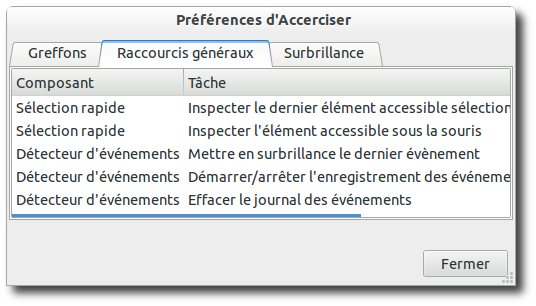 Préférences d'Accerciser
Greffons Raccourcis généraux Surbrillance
Composant Tâche
Sélection rapide Inspecter le dernier élément accessible sélection
Sélection rapide Inspecter l'élément accessible sous la souris
Détecteur d'événements Mettre en surbrillance le dernier évènement
Détecteur d'événements Démarrer/arrêter l'enregistrement des événeme
Détecteur d'événements Effacer le journal des événements
Fermer